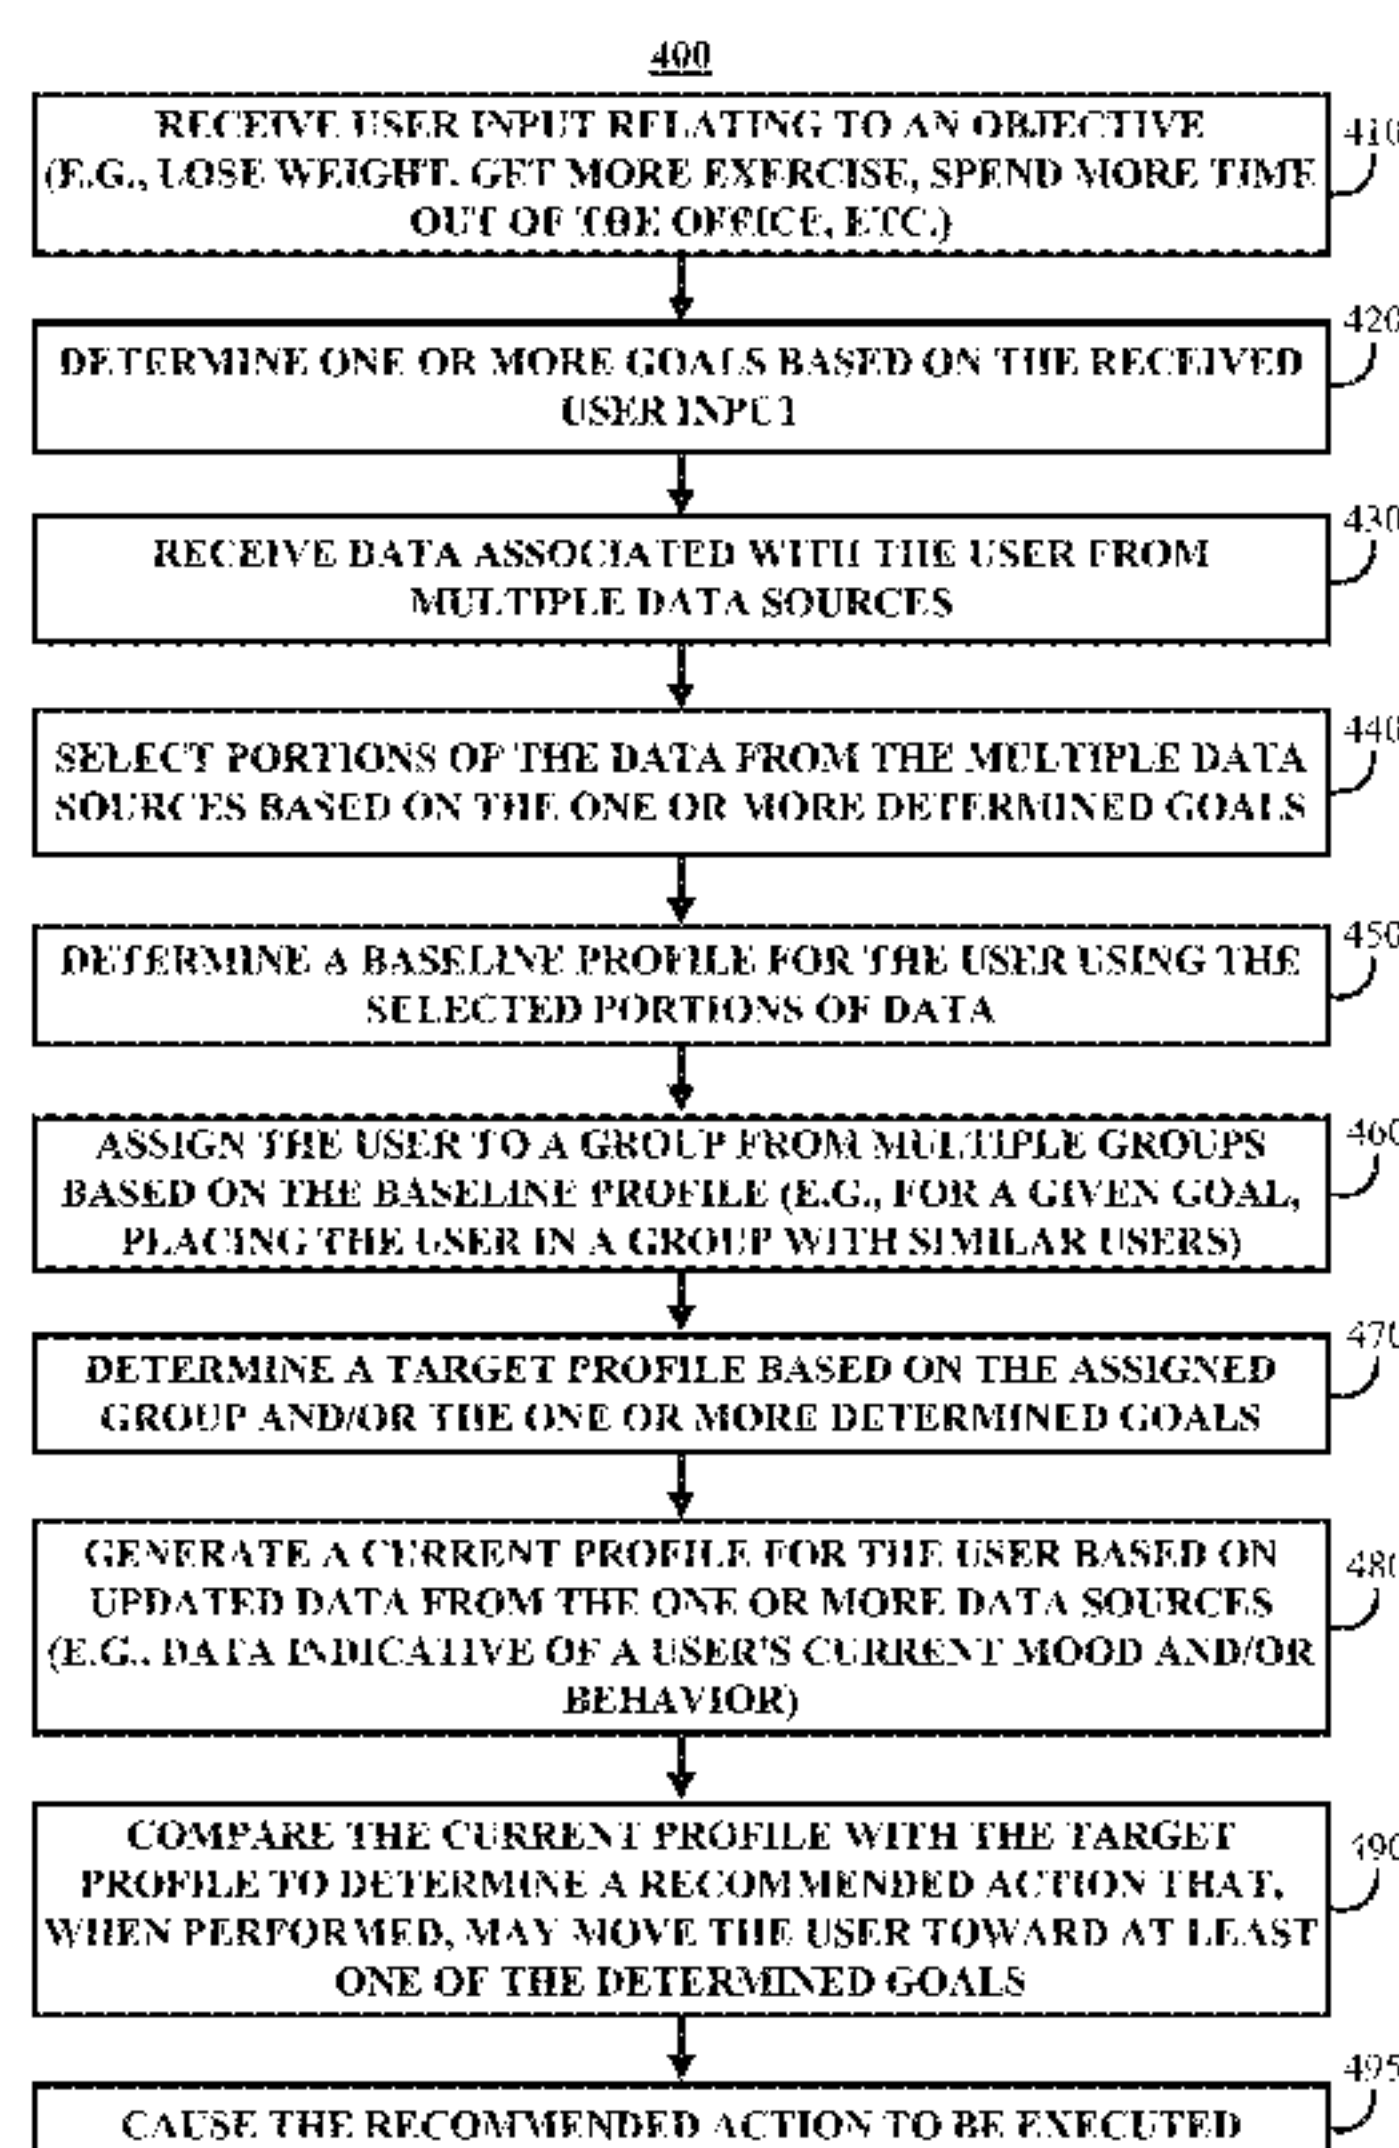 400
RECEIVE USER INPUT RELATING TO AN OBJECTIVE
(E.G., LOSE WEIGHT, GET MORE EXERCISE, SPEND MORE TIME
OUT OF THE OFFICE, ETC.)
410
DETERMINE ONE OR MORE GOALS BASED ON THE RECEIVED
USER INPUT
420
RECEIVE DATA ASSOCIATED WITH THE USER FROM
MULTIPLE DATA SOURCES
430
SELECT PORTIONS OF THE DATA FROM THE MULTIPLE DATA
SOURCES BASED ON THE ONE OR MORE DETERMINED GOALS
440
DETERMINE A BASELINE PROFILE FOR THE USER USING THE
SELECTED PORTIONS OF DATA
450
ASSIGN THE USER TO A GROUP FROM MULTIPLE GROUPS
BASED ON THE BASELINE PROFILE (E.G., FOR A GIVEN GOAL,
PLACING THE USER IN A GROUP WITH SIMILAR USERS)
460
DETERMINE A TARGET PROFILE BASED ON THE ASSIGNED
GROUP AND/OR THE ONE OR MORE DETERMINED GOALS
470
GENERATE A CURRENT PROFILE FOR THE USER BASED ON
UPDATED DATA FROM THE ONE OR MORE DATA SOURCES
(E.G., DATA INDICATIVE OF A USER'S CURRENT MOOD AND/OR
BEHAVIOR)
480
COMPARE THE CURRENT PROFILE WITH THE TARGET
PROFILE TO DETERMINE A RECOMMENDED ACTION THAT,
WHEN PERFORMED, MAY MOVE THE USER TOWARD AT LEAST
ONE OF THE DETERMINED GOALS
490
CAUSE THE RECOMMENDED ACTION TO BE EXECUTED
495